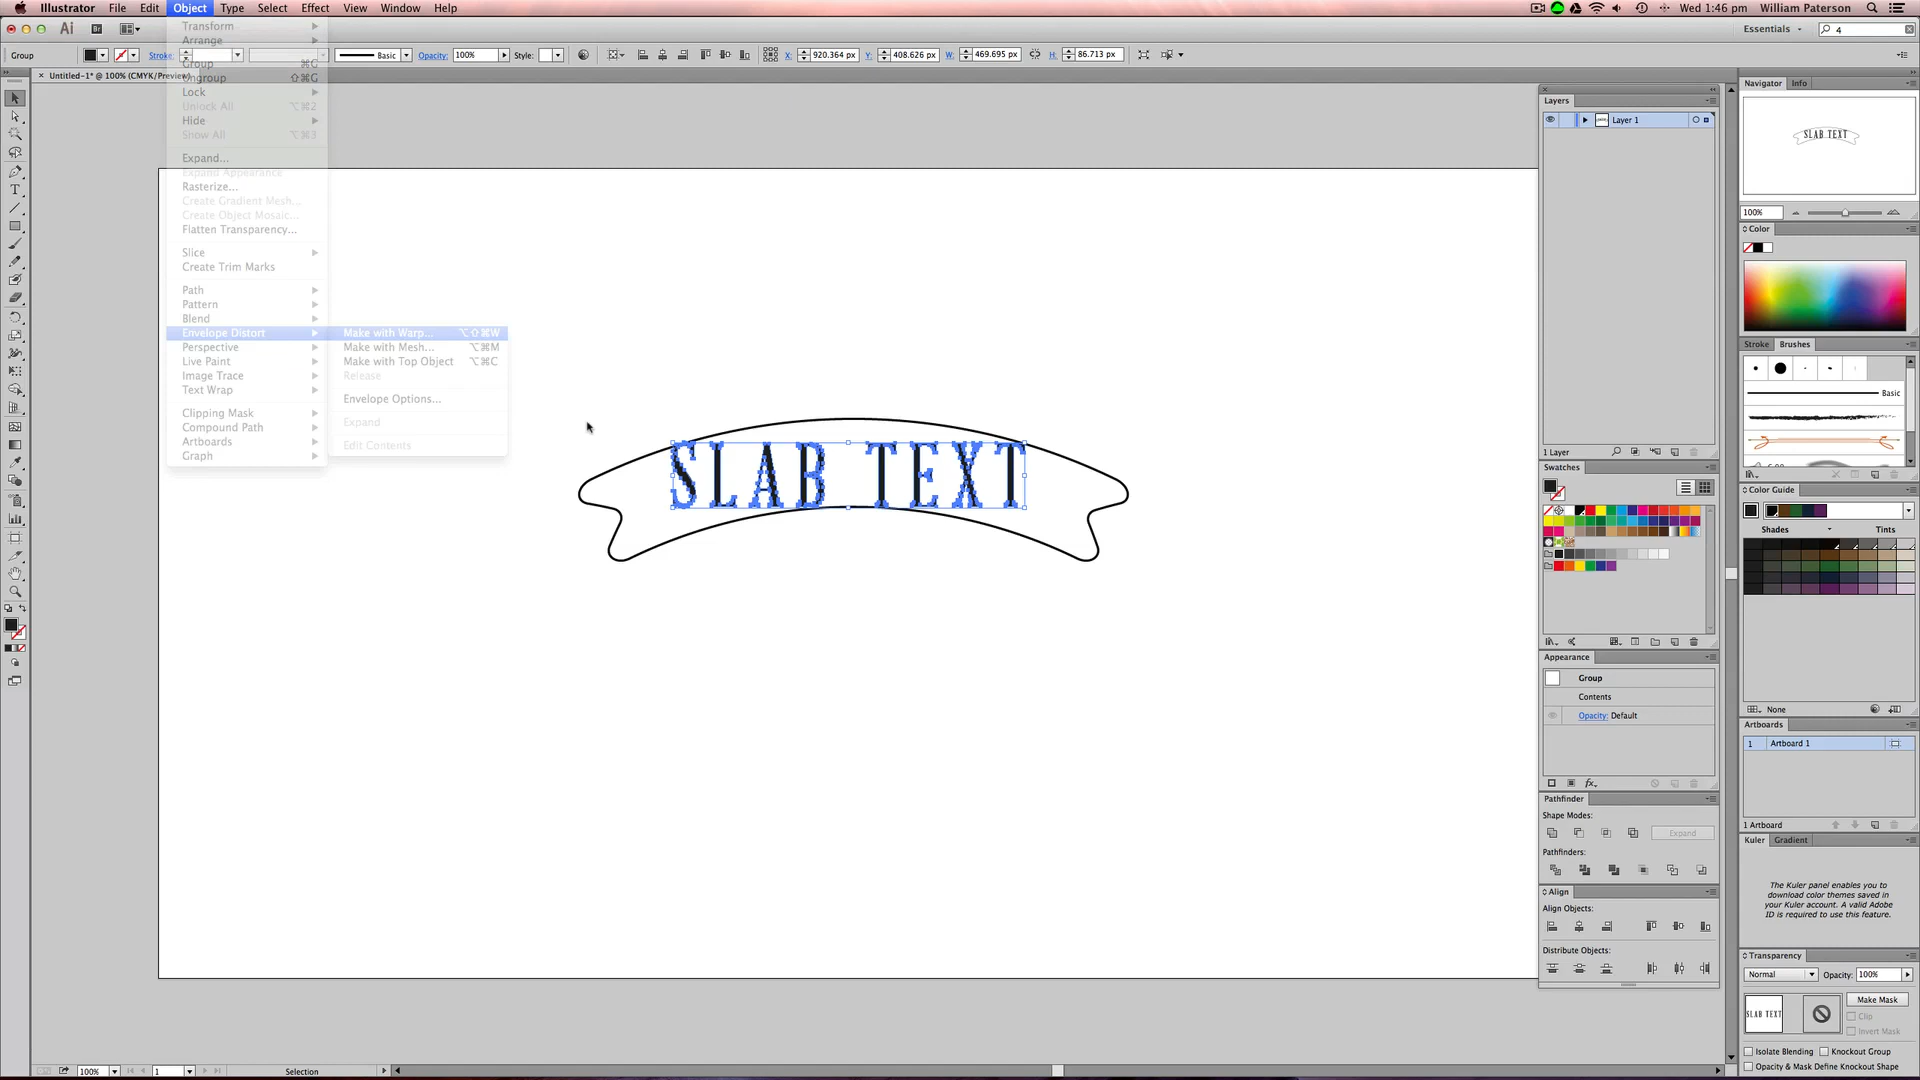 Illustrator File Edit Object Type Select Effect View Window Help
Wed 1:46 pm William Paterson
Ai Br
Essentials 4
Group Stroke: Basic Opacity: 100% Style: X: 920.364 px Y: 408.626 px W: 469.695 px H: 86.713 px
Untitled-1* @ 100% (CMYK/Preview)
Transform
Arrange
Group ⌘G
Ungroup ⇧⌘G
Lock
Unlock All ⌥⌘2
Hide
Show All ⌥⌘3
Expand...
Expand Appearance
Rasterize...
Create Gradient Mesh...
Create Object Mosaic...
Flatten Transparency...
Slice
Create Trim Marks
Path
Pattern
Blend
Envelope Distort
Perspective
Live Paint
Image Trace
Text Wrap
Clipping Mask
Compound Path
Artboards
Graph
Make with Warp... ⌥⇧⌘W
Make with Mesh... ⌥⌘M
Make with Top Object ⌥⌘C
Release
Envelope Options...
Expand
Edit Contents
SLAB TEXT
Layers
Layer 1
1 Layer
Swatches
Appearance
Group
Contents
Opacity: Default
Pathfinder
Shape Modes:
Expand
Pathfinders:
Align
Align Objects:
Distribute Objects:
Navigator Info
SLAB TEXT
100%
Color
Stroke Brushes
Basic
Color Guide
Shades Tints
None
Artboards
1 Artboard 1
1 Artboard
Kuler Gradient
The Kuler panel enables you to
download color themes saved in
your Kuler account. A valid Adobe
ID is required to use this feature.
Transparency
Normal Opacity: 100%
SLAB TEXT
Make Mask
Clip
Invert Mask
Isolate Blending Knockout Group
Opacity & Mask Define Knockout Shape
100% 1 Selection